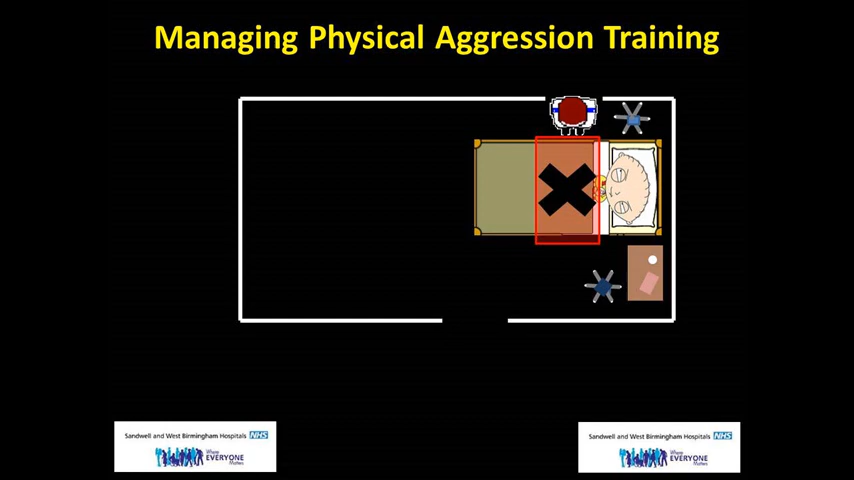 Managing Physical Aggression Training
Sandwell and West Birmingham Hospitals NHS
Where
EVERYONE
Matters
Sandwell and West Birmingham Hospitals NHS
Where
EVERYONE
Matters